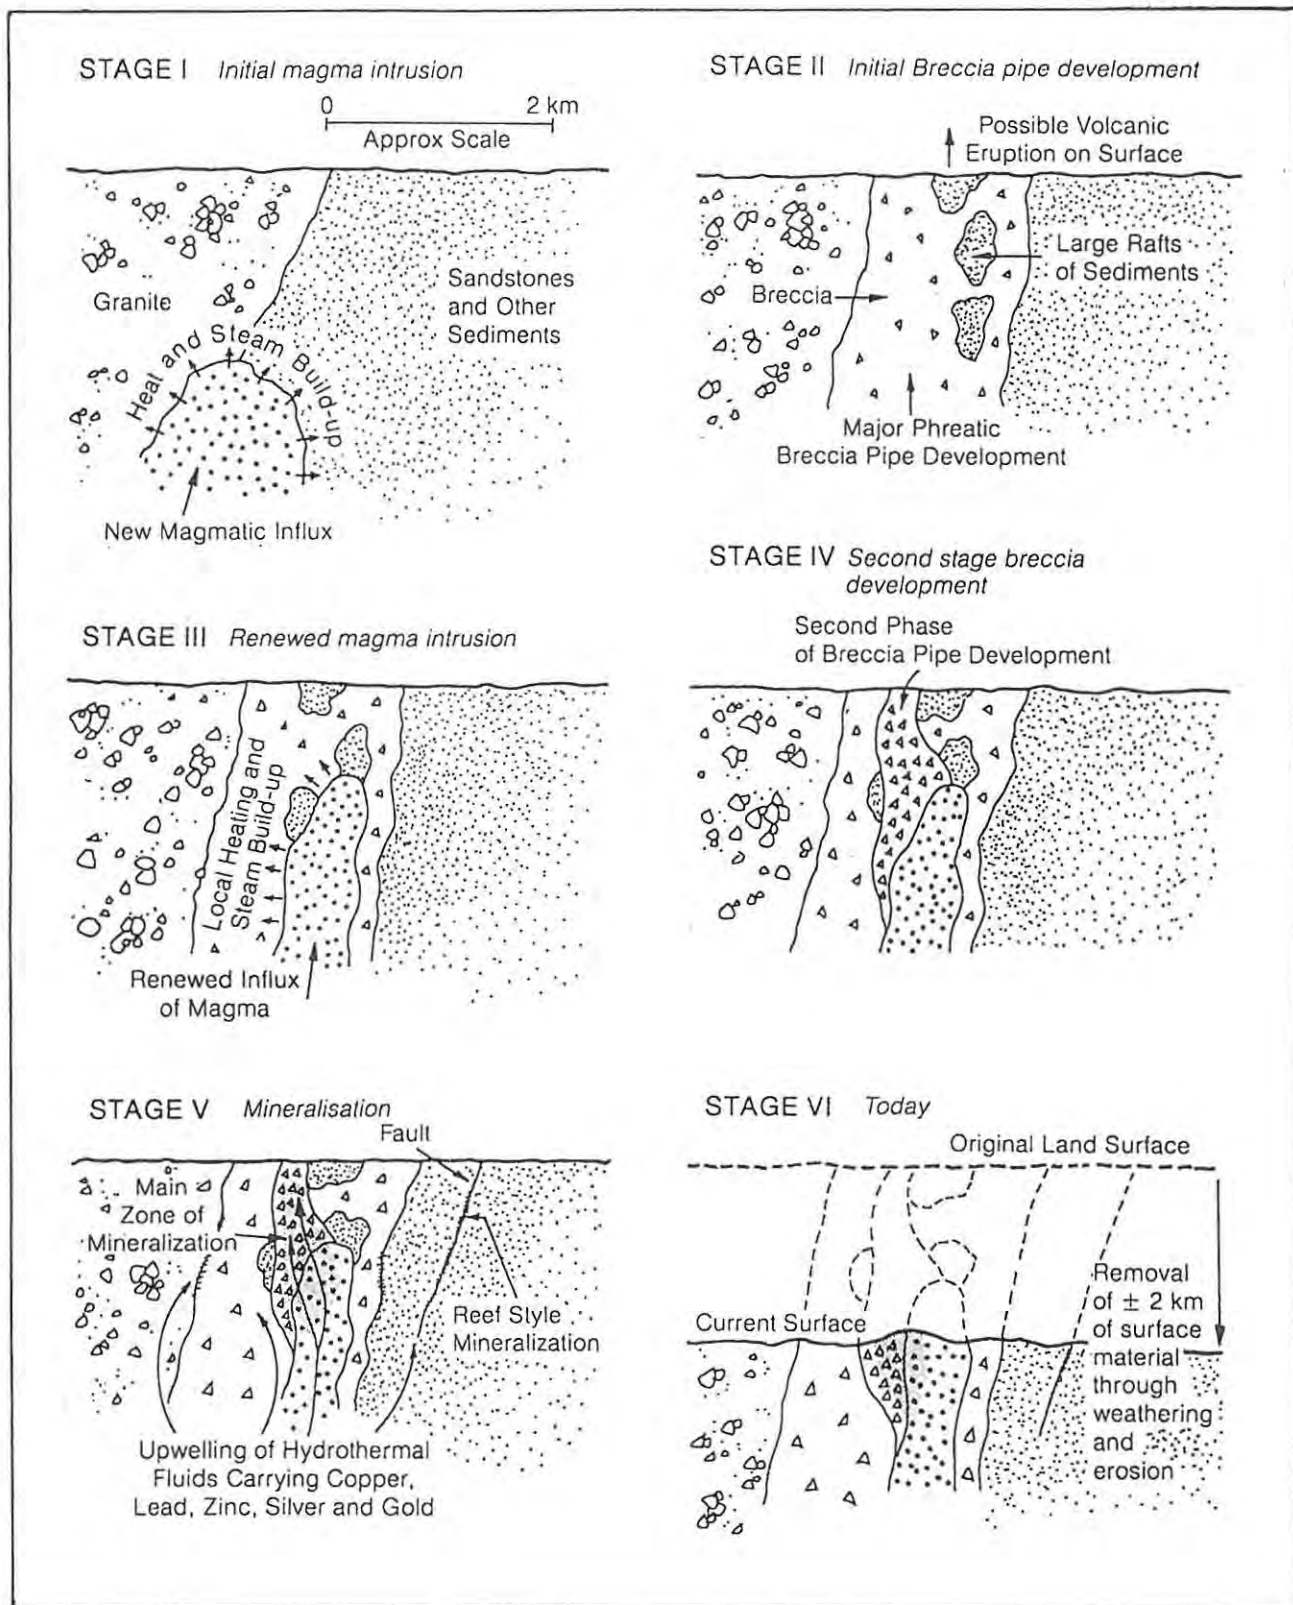 STAGE I Initial magma intrusion
0 2 km
Approx Scale
Granite
Sandstones
and Other
Sediments
Heat and Steam Build-up
New Magmatic Influx
STAGE II Initial Breccia pipe development
Possible Volcanic
Eruption on Surface
Large Rafts
of Sediments
Breccia
Major Phreatic
Breccia Pipe Development
STAGE III Renewed magma intrusion
Local Heating and
Steam Build-up
Renewed Influx
of Magma
STAGE IV Second stage breccia
development
Second Phase
of Breccia Pipe Development
STAGE V Mineralisation
Fault
Main
Zone of
Mineralization
Reef Style
Mineralization
Upwelling of Hydrothermal
Fluids Carrying Copper,
Lead, Zinc, Silver and Gold
STAGE VI Today
Original Land Surface
Current Surface
Removal
of ± 2 km
of surface
material
through
weathering
and
erosion